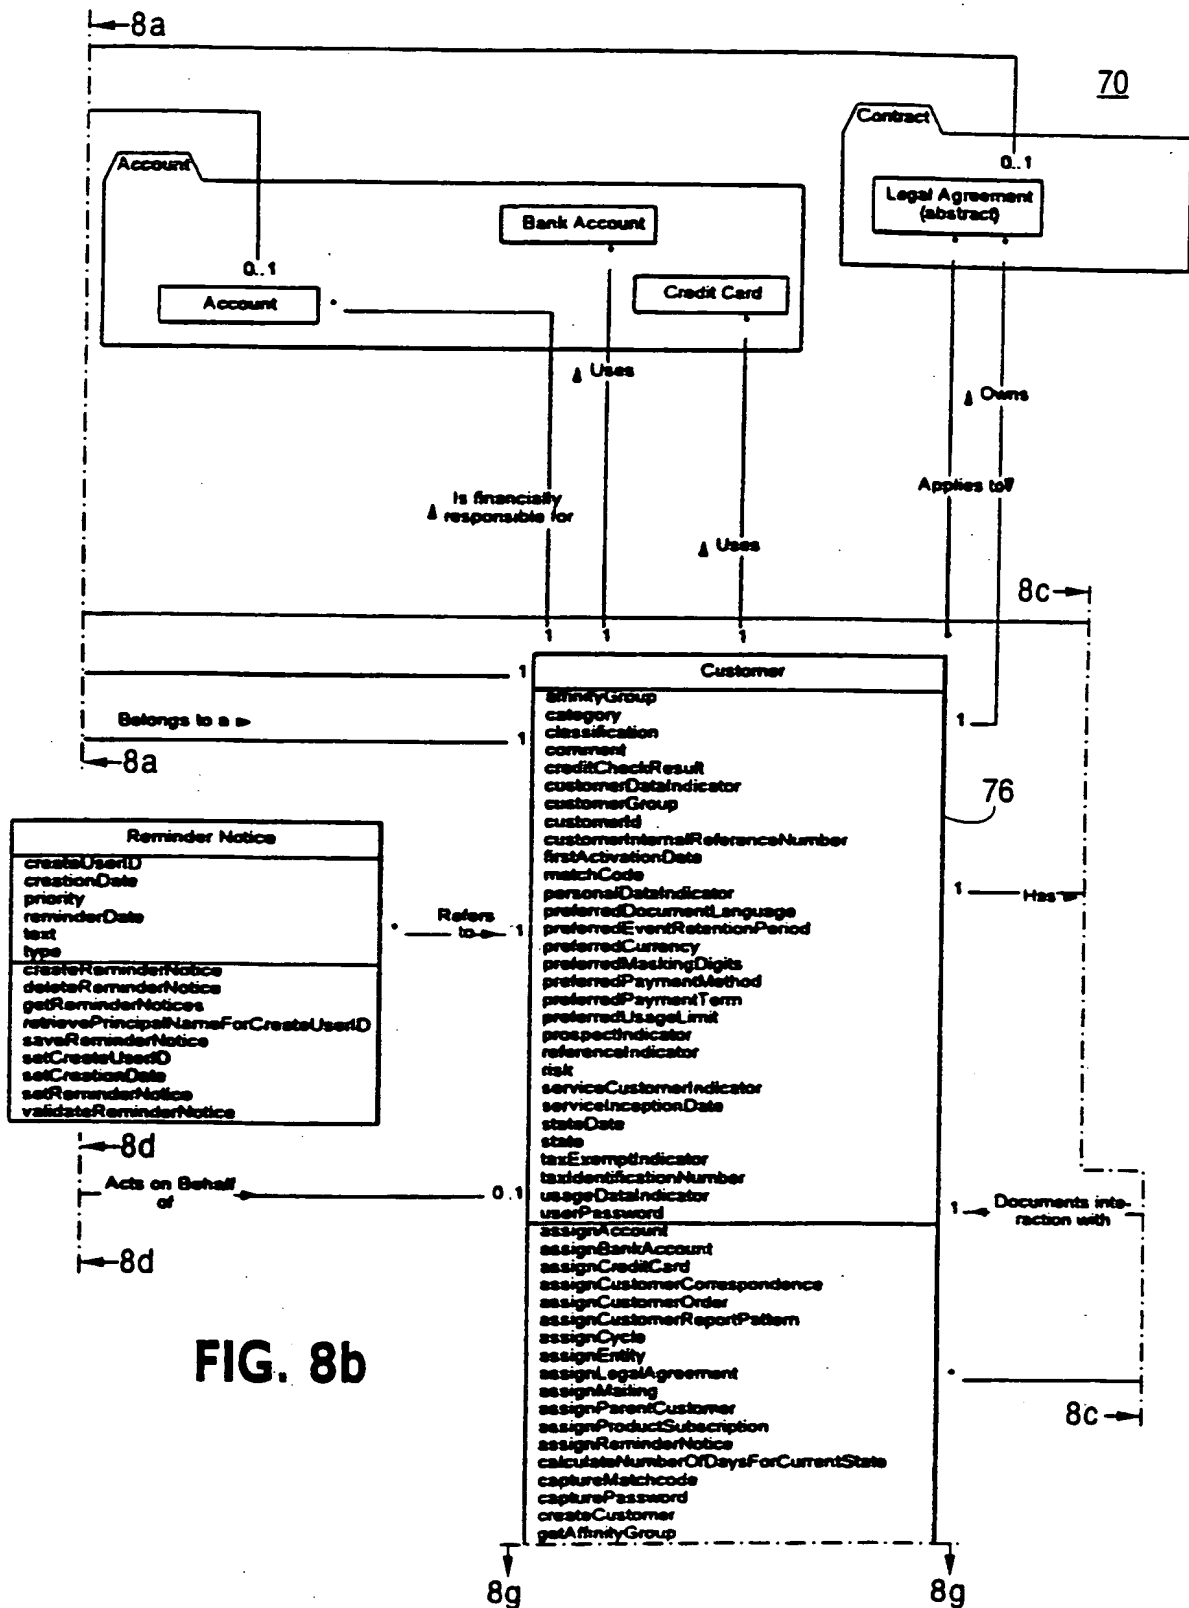 8a
70
Contract
0..1
Legal Agreement
(abstract)
*
*
Account
Bank Account
*
0..1
Account
*
Credit Card
*
Uses
Owns
Is financially
responsible for
Applies to
Uses
8c
1
1
1
*
1
Customer
Belongs to a
1
1
8a
affinityGroup
category
classification
comment
creditCheckResult
customerDataIndicator
customerGroup
customerId
customerInternalReferenceNumber
firstActivationDate
matchCode
personalDataIndicator
preferredDocumentLanguage
preferredEventRetentionPeriod
preferredCurrency
preferredMaskingDigits
preferredPaymentMethod
preferredPaymentTerm
preferredUsageLimit
prospectIndicator
referenceIndicator
risk
serviceCustomerIndicator
serviceInceptionDate
stateDate
state
taxExemptIndicator
taxIdentificationNumber
usageDataIndicator
userPassword
76
1
Has
Reminder Notice
createUserID
creationDate
priority
reminderDate
text
type
createReminderNotice
deleteReminderNotice
getReminderNotices
retrievePrincipalNameForCreateUserID
saveReminderNotice
setCreateUserID
setCreationDate
setReminderNotice
validateReminderNotice
*
Refers
to
1
8d
Acts on Behalf
of
0..1
8d
1
Documents inte-
raction with
assignAccount
assignBankAccount
assignCreditCard
assignCustomerCorrespondence
assignCustomerOrder
assignCustomerReportPattern
assignCycle
assignEntity
assignLegalAgreement
assignMailing
assignParentCustomer
assignProductSubscription
assignReminderNotice
calculateNumberOfDaysForCurrentState
captureMatchcode
capturePassword
createCustomer
getAffinityGroup
*
8c
FIG. 8b
8g
8g